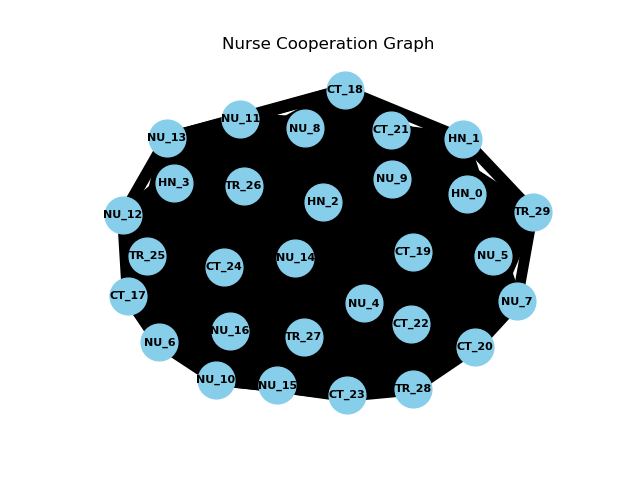 Nurse Cooperation Graph
CT_18
NU_11
NU_8
CT_21
NU_13
HN_1
HN_3
TR_26
NU_9
HN_0
HN_2
NU_12
TR_29
TR_25
CT_24
NU_14
CT_19
NU_5
CT_17
NU_4
NU_7
NU_16
TR_27
CT_22
NU_6
CT_20
NU_10
NU_15
CT_23
TR_28